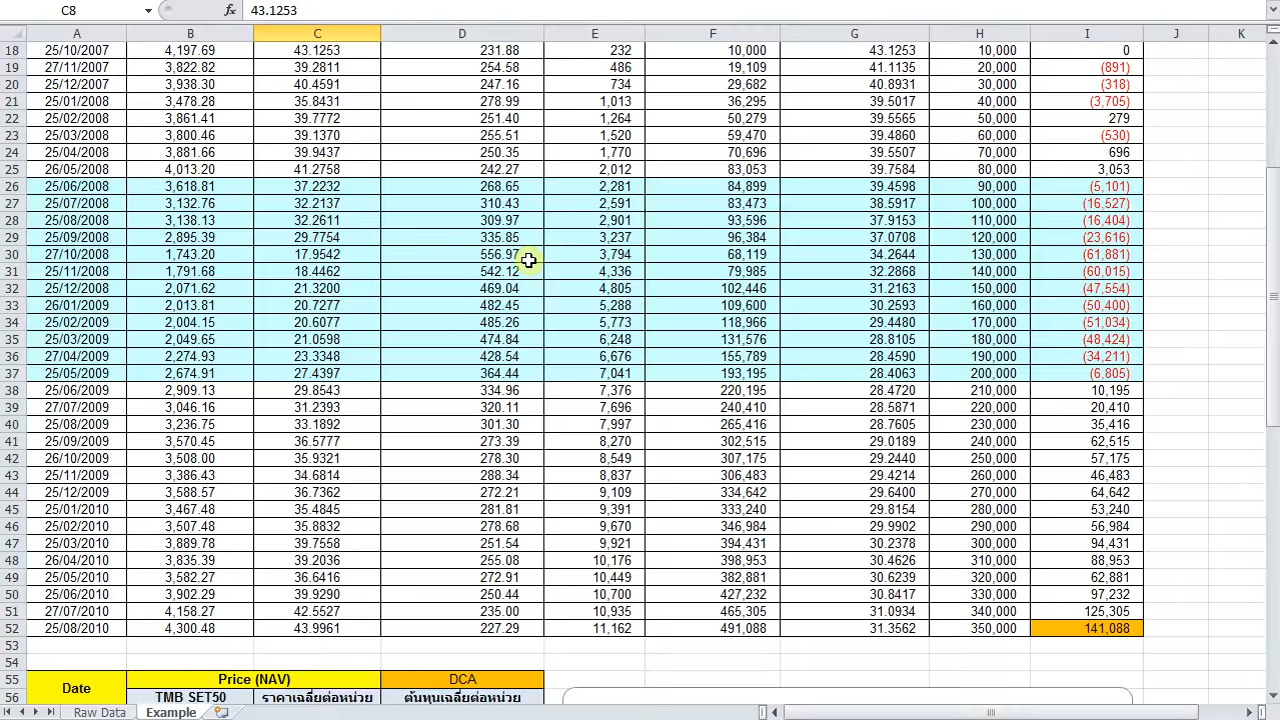 C8 fx 43.1253
A B C D E F G H I J K
18 25/10/2007 4,197.69 43.1253 231.88 232 10,000 43.1253 10,000 0
19 27/11/2007 3,822.82 39.2811 254.58 486 19,109 41.1135 20,000 (891)
20 25/12/2007 3,938.30 40.4591 247.16 734 29,682 40.8931 30,000 (318)
21 25/01/2008 3,478.28 35.8431 278.99 1,013 36,295 39.5017 40,000 (3,705)
22 25/02/2008 3,861.41 39.7772 251.40 1,264 50,279 39.5565 50,000 279
23 25/03/2008 3,800.46 39.1370 255.51 1,520 59,470 39.4860 60,000 (530)
24 25/04/2008 3,881.66 39.9437 250.35 1,770 70,696 39.5507 70,000 696
25 26/05/2008 4,013.20 41.2758 242.27 2,012 83,053 39.7584 80,000 3,053
26 25/06/2008 3,618.81 37.2232 268.65 2,281 84,899 39.4598 90,000 (5,101)
27 25/07/2008 3,132.76 32.2137 310.43 2,591 83,473 38.5917 100,000 (16,527)
28 25/08/2008 3,138.13 32.2611 309.97 2,901 93,596 37.9153 110,000 (16,404)
29 25/09/2008 2,895.39 29.7754 335.85 3,237 96,384 37.0708 120,000 (23,616)
30 27/10/2008 1,743.20 17.9542 556.97 3,794 68,119 34.2644 130,000 (61,881)
31 25/11/2008 1,791.68 18.4462 542.12 4,336 79,985 32.2868 140,000 (60,015)
32 25/12/2008 2,071.62 21.3200 469.04 4,805 102,446 31.2163 150,000 (47,554)
33 26/01/2009 2,013.81 20.7277 482.45 5,288 109,600 30.2593 160,000 (50,400)
34 25/02/2009 2,004.15 20.6077 485.26 5,773 118,966 29.4480 170,000 (51,034)
35 25/03/2009 2,049.65 21.0598 474.84 6,248 131,576 28.8105 180,000 (48,424)
36 27/04/2009 2,274.93 23.3348 428.54 6,676 155,789 28.4590 190,000 (34,211)
37 25/05/2009 2,674.91 27.4397 364.44 7,041 193,195 28.4063 200,000 (6,805)
38 25/06/2009 2,909.13 29.8543 334.96 7,376 220,195 28.4720 210,000 10,195
39 27/07/2009 3,046.16 31.2393 320.11 7,696 240,410 28.5871 220,000 20,410
40 25/08/2009 3,236.75 33.1892 301.30 7,997 265,416 28.7605 230,000 35,416
41 25/09/2009 3,570.45 36.5777 273.39 8,270 302,515 29.0189 240,000 62,515
42 26/10/2009 3,508.00 35.9321 278.30 8,549 307,175 29.2440 250,000 57,175
43 25/11/2009 3,386.43 34.6814 288.34 8,837 306,483 29.4214 260,000 46,483
44 25/12/2009 3,588.57 36.7362 272.21 9,109 334,642 29.6400 270,000 64,642
45 25/01/2010 3,467.48 35.4845 281.81 9,391 333,240 29.8154 280,000 53,240
46 25/02/2010 3,507.48 35.8832 278.68 9,670 346,984 29.9902 290,000 56,984
47 25/03/2010 3,889.78 39.7558 251.54 9,921 394,431 30.2378 300,000 94,431
48 26/04/2010 3,835.39 39.2036 255.08 10,176 398,953 30.4626 310,000 88,953
49 25/05/2010 3,582.27 36.6416 272.91 10,449 382,881 30.6239 320,000 62,881
50 25/06/2010 3,902.29 39.9290 250.44 10,700 427,232 30.8417 330,000 97,232
51 27/07/2010 4,158.27 42.5527 235.00 10,935 465,305 31.0934 340,000 125,305
52 25/08/2010 4,300.48 43.9961 227.29 11,162 491,088 31.3562 350,000 141,088
53
54
55 Date Price (NAV) DCA
56 TMB SET50 ราคาเฉลี่ยต่อหน่วย ต้นทุนเฉลี่ยต่อหน่วย
Raw Data Example